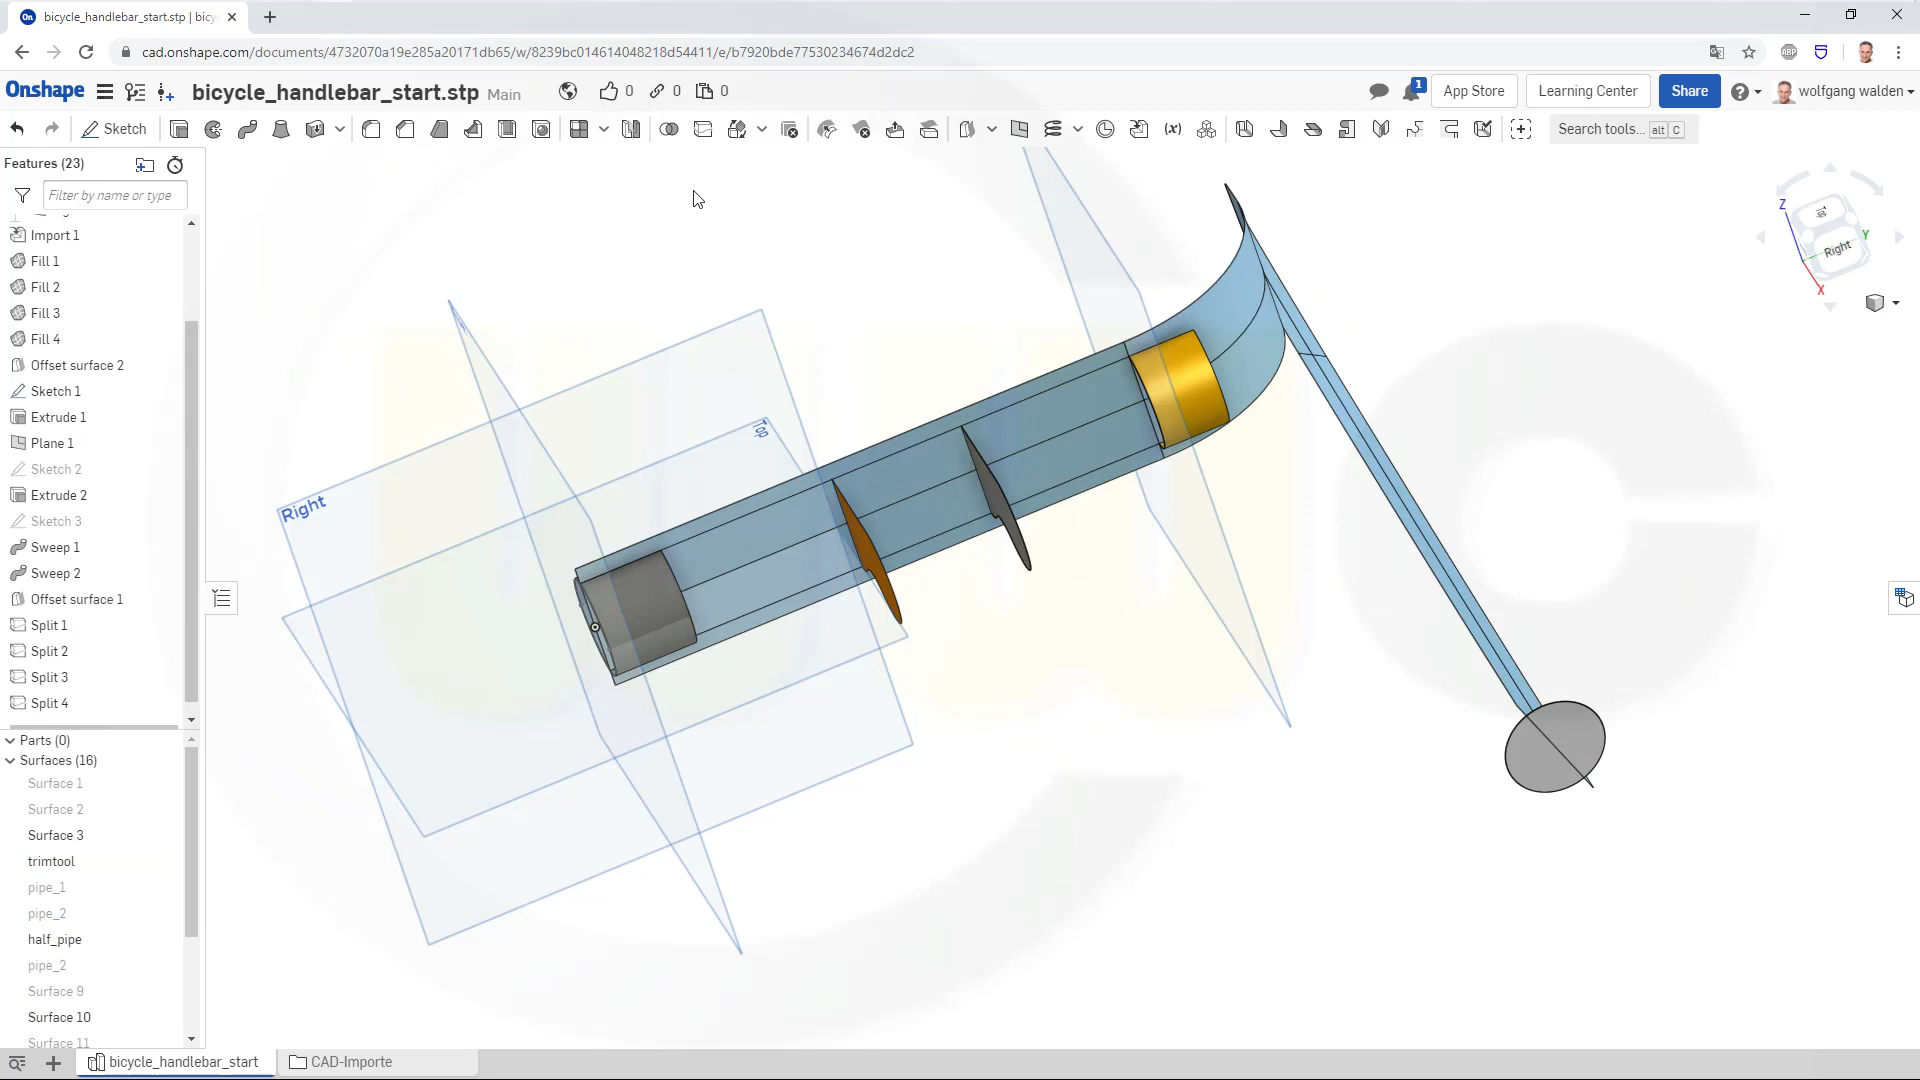 bicycle_handlebar_start.stp | bicy
cad.onshape.com/documents/4732070a19e285a20171db65/w/8239bc014614048218d54411/e/b7920bde77530234674d2dc2
ABP
Onshape
bicycle_handlebar_start.stp Main
0 0 0
1
App Store
Learning Center
Share
wolfgang walden
Sketch
(x)
Search tools... alt C
Features (23)
Filter by name or type
Import 1
Fill 1
Fill 2
Fill 3
Fill 4
Offset surface 2
Sketch 1
Extrude 1
Plane 1
Sketch 2
Extrude 2
Sketch 3
Sweep 1
Sweep 2
Offset surface 1
Split 1
Split 2
Split 3
Split 4
Parts (0)
Surfaces (16)
Surface 1
Surface 2
Surface 3
trimtool
pipe_1
pipe_2
half_pipe
pipe_2
Surface 9
Surface 10
Surface 11
Right
Top
Z
Y
Right
X
bicycle_handlebar_start
CAD-Importe